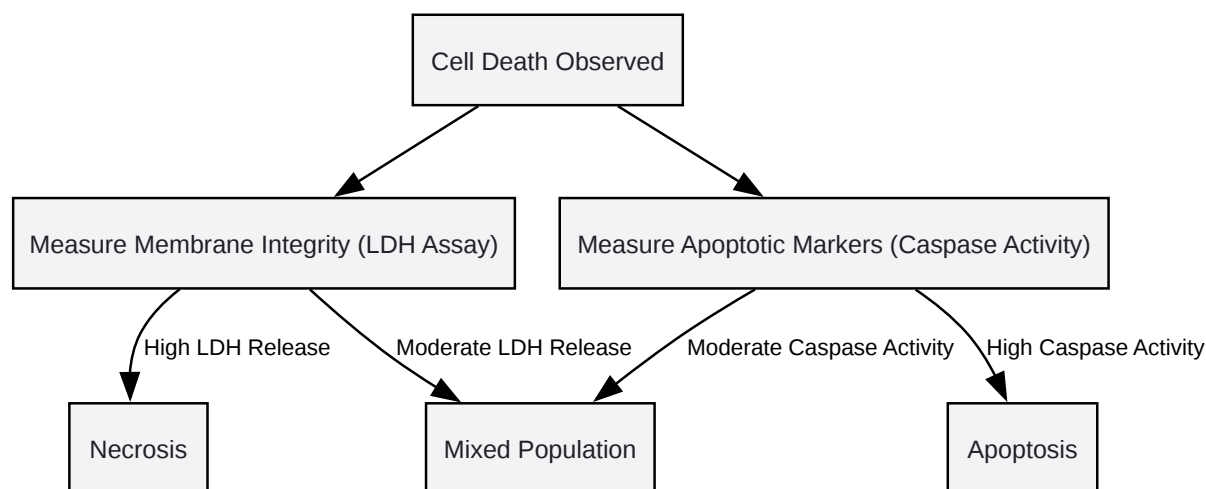 Cell Death Observed
Measure Membrane Integrity (LDH Assay)
Measure Apoptotic Markers (Caspase Activity)
High LDH Release
Moderate LDH Release
Moderate Caspase Activity
High Caspase Activity
Necrosis
Mixed Population
Apoptosis